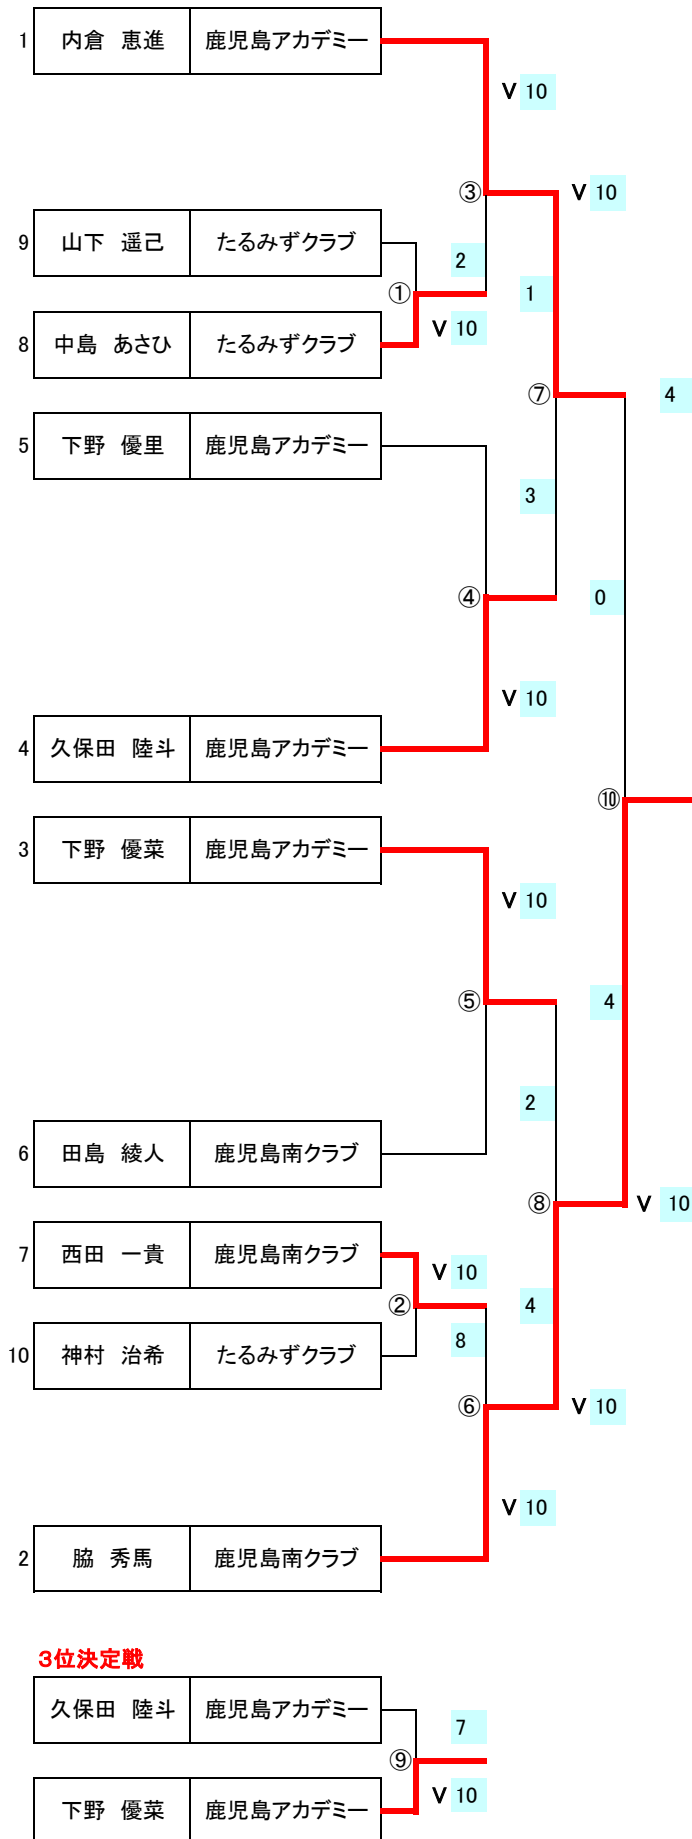 1 内倉 恵進 鹿児島アカデミー
V 10
③ V 10
9 山下 遥己 たるみずクラブ
2
① 1
V 10
8 中島 あさひ たるみずクラブ
⑦ 4
5 下野 優里 鹿児島アカデミー
3
④ 0
V 10
4 久保田 陸斗 鹿児島アカデミー
⑩
3 下野 優菜 鹿児島アカデミー
V 10
⑤ 4
2
6 田島 綾人 鹿児島南クラブ
⑧ V 10
7 西田 一貴 鹿児島南クラブ
V 10
② 4
8
10 神村 治希 たるみずクラブ
⑥ V 10
V 10
2 脇 秀馬 鹿児島南クラブ
3位決定戦
久保田 陸斗 鹿児島アカデミー
7
⑨
V 10
下野 優菜 鹿児島アカデミー